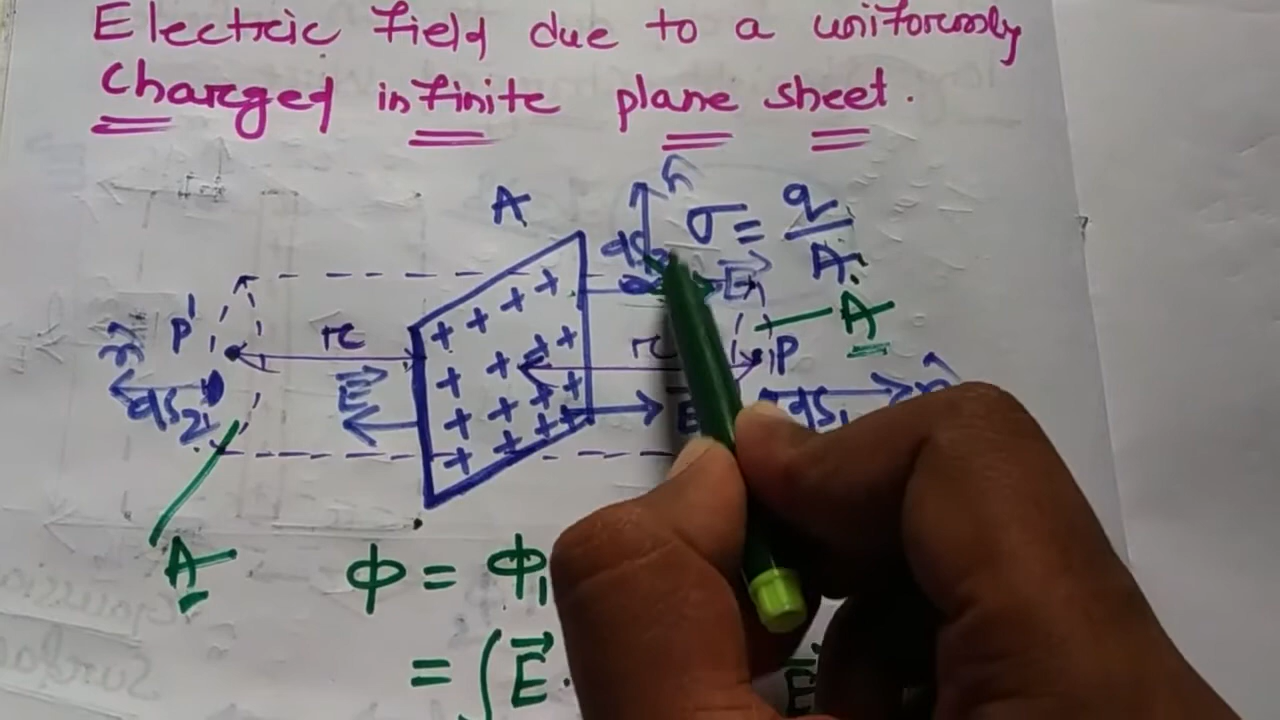 Electric field due to a uniformly
Charged infinite plane sheet.
A
n̂
σ = q/A
dS
E⃗
A
P'
r
r
P
n̂
dS₂
E⃗
E
dS₁
n̂
A
φ = φ₁
= ∫E⃗.
E⃗